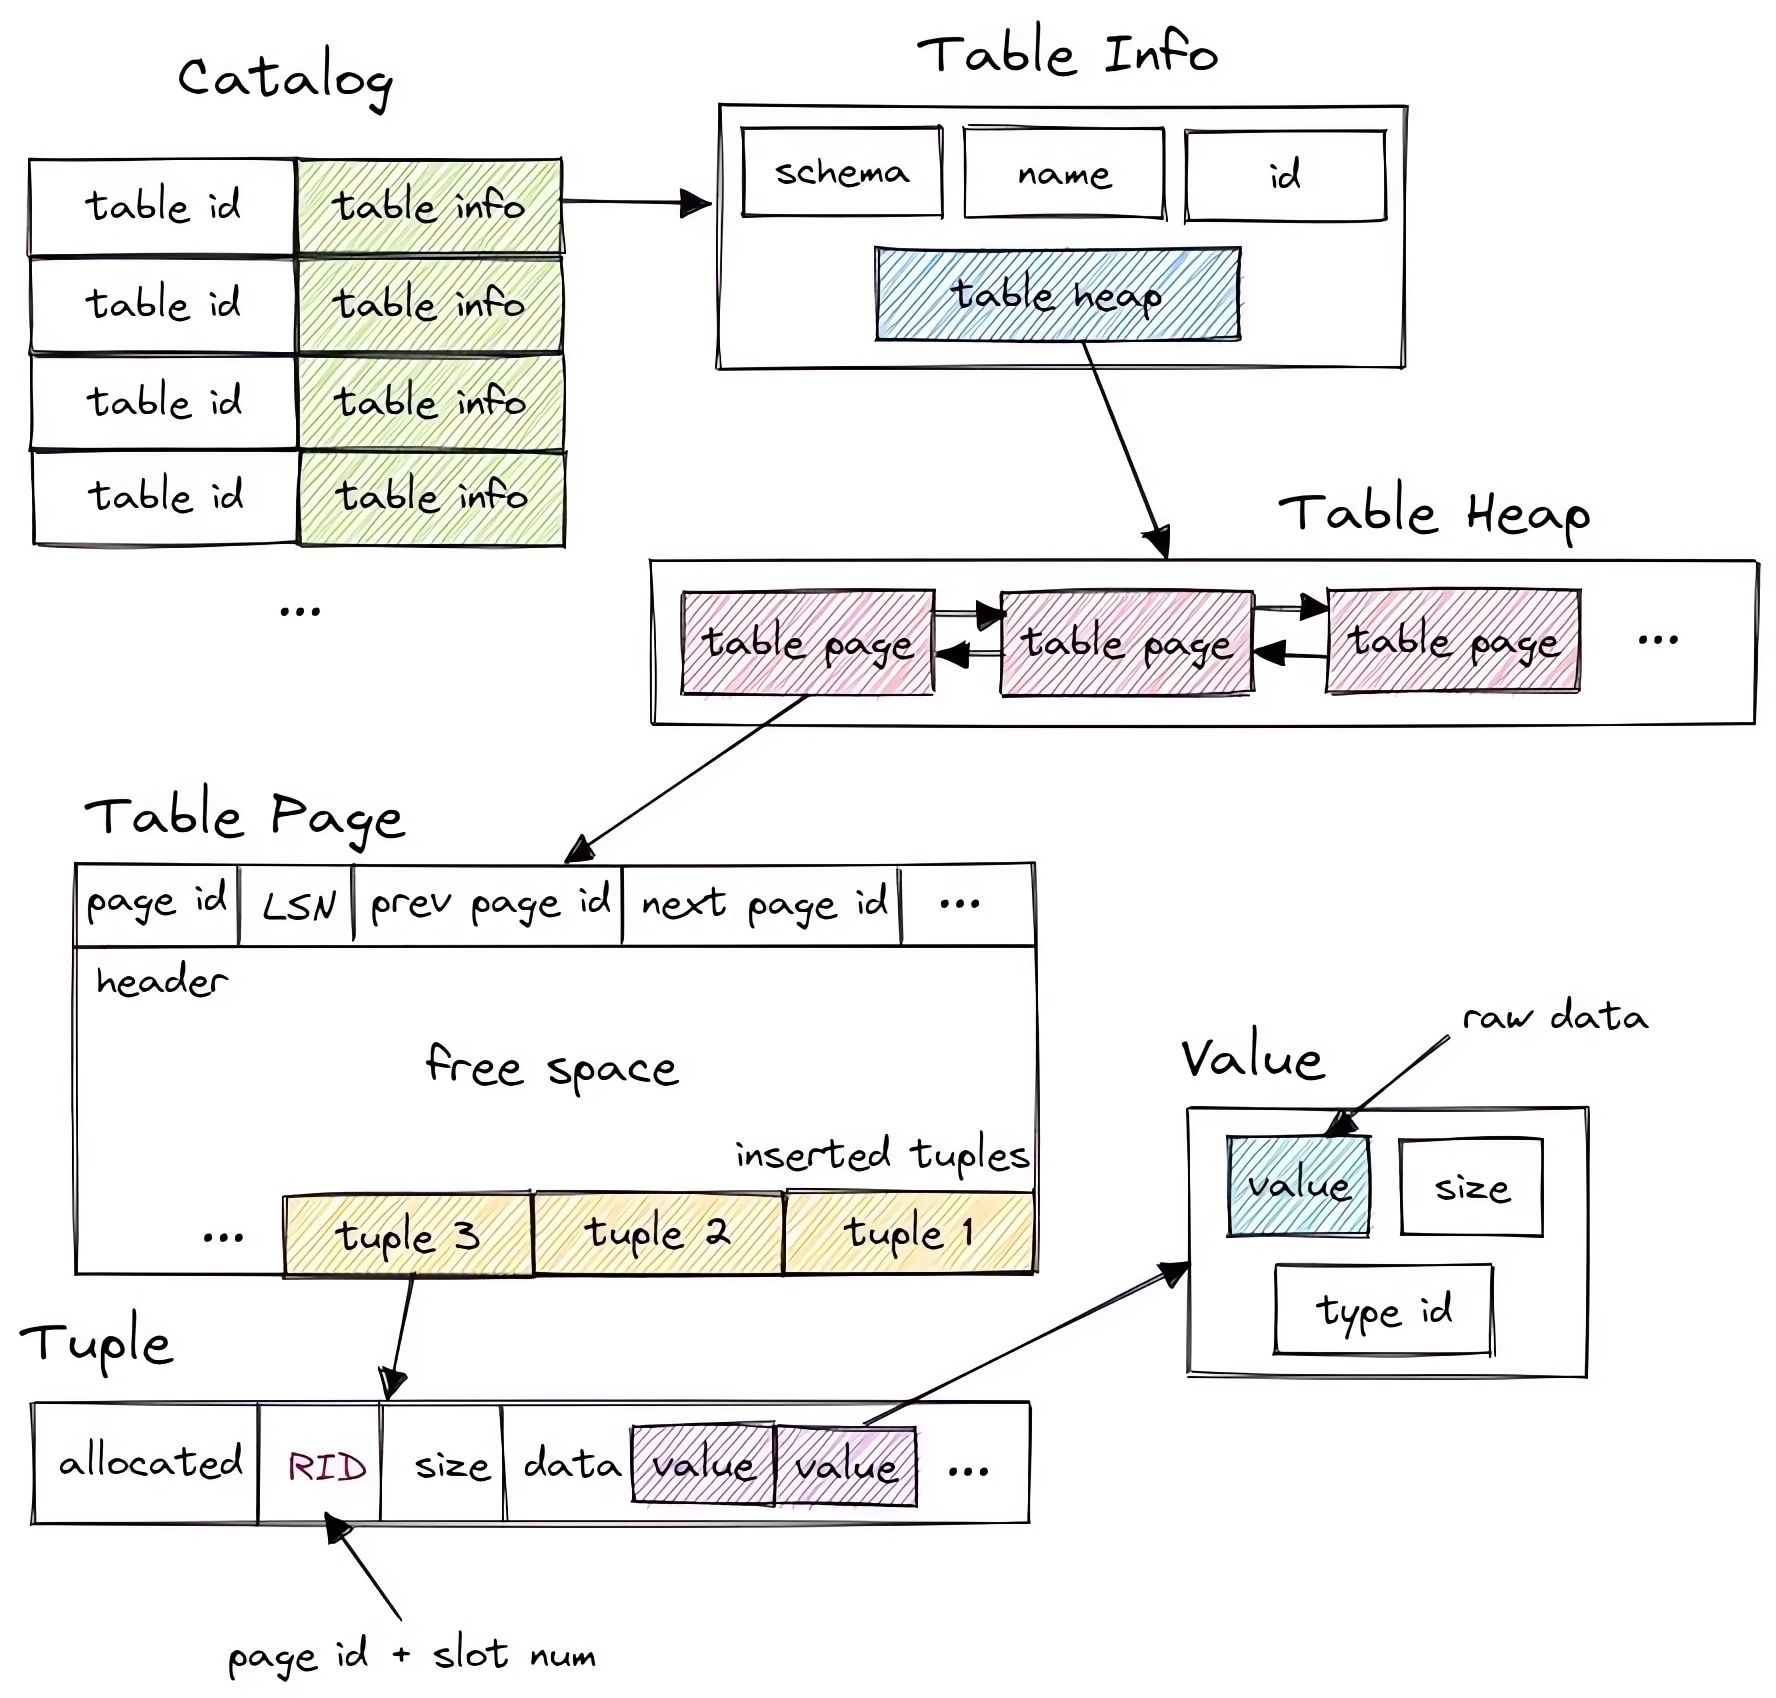 Catalog
table id table info
table id table info
table id table info
table id table info
...
Table Info
schema name id
table heap
Table Heap
table page table page table page ...
Table Page
page id LSN prev page id next page id ...
header
free space
inserted tuples
... tuple 3 tuple 2 tuple 1
Tuple
allocated RID size data value value ...
page id + slot num
Value
raw data
value size
type id